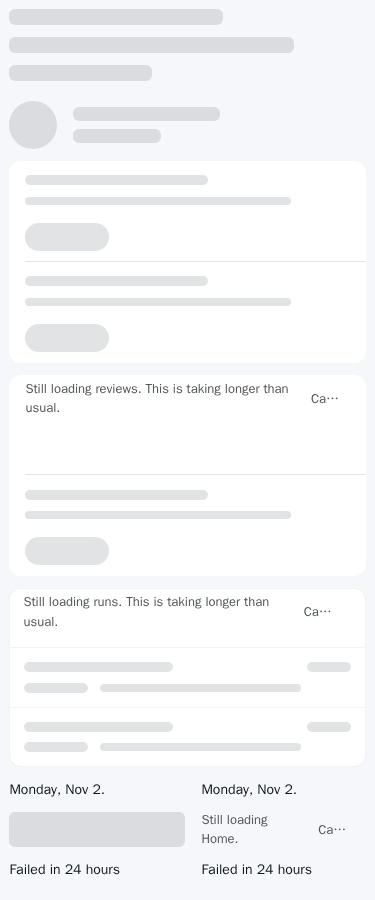 Still loading reviews. This is taking longer than
usual.
Ca⋯
Still loading runs. This is taking longer than
usual.
Ca⋯
Monday, Nov 2.
Monday, Nov 2.
Still loading
Home.
Ca⋯
Failed in 24 hours
Failed in 24 hours